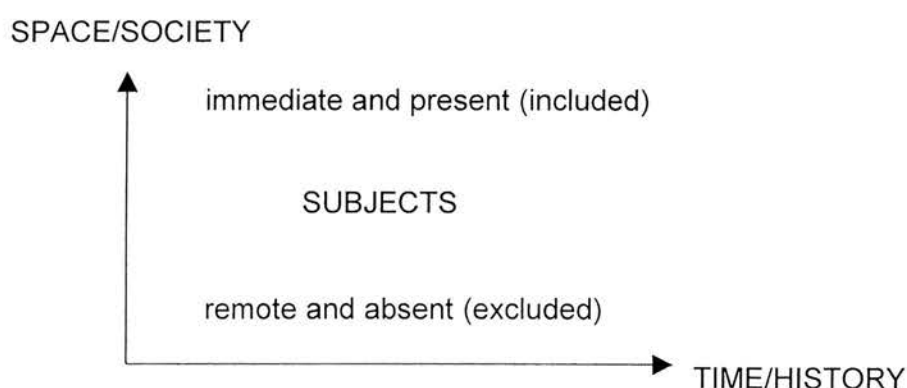 SPACE/SOCIETY
immediate and present (included)
SUBJECTS
remote and absent (excluded)
TIME/HISTORY